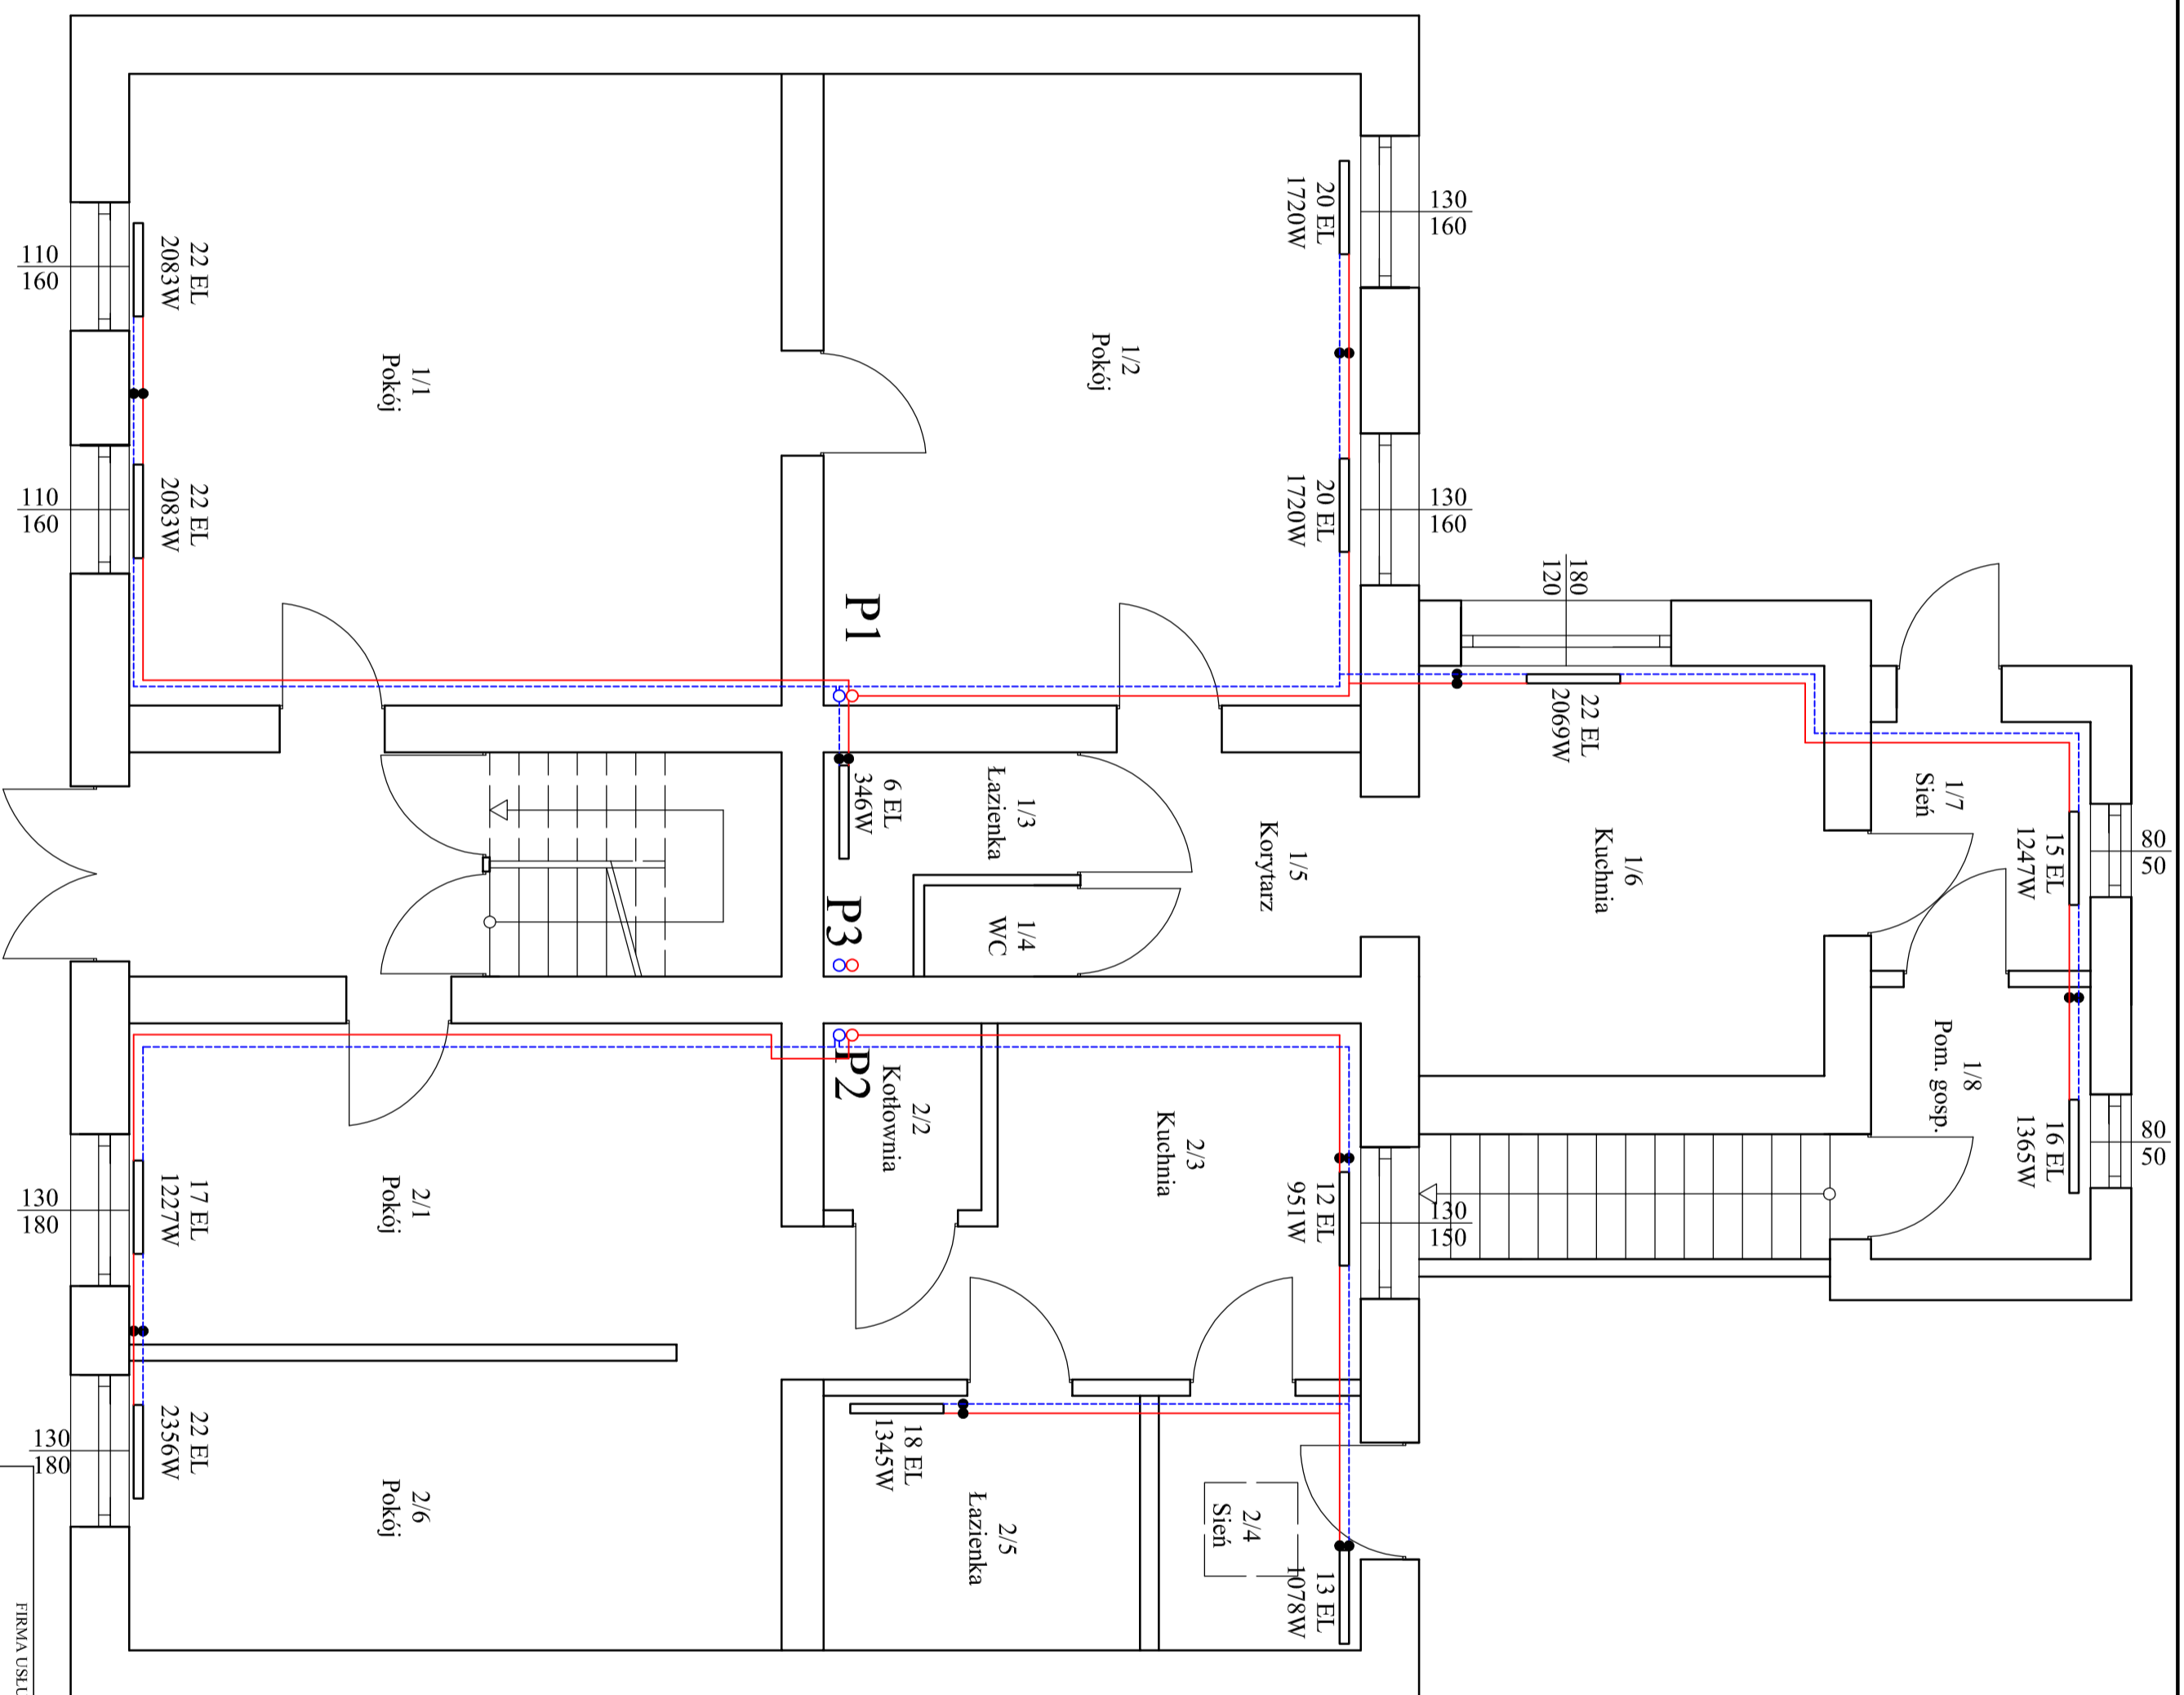 130
160
20 EL
1720W
1/2
Pokój
130
160
20 EL
1720W
22 EL
2083W
110
160
1/1
Pokój
22 EL
2083W
110
160
P1
180
120
22 EL
2069W
1/7
Sień
15 EL
1247W
80
50
1/6
Kuchnia
1/5
Korytarz
1/3
Łazienka
6 EL
346W
1/4
WC
P3
P2
1/8
Pom. gosp.
16 EL
1365W
80
50
2/2
Kotłownia
2/3
Kuchnia
12 EL
951W
130
150
2/1
Pokój
17 EL
1227W
130
180
22 EL
2356W
130
180
2/6
Pokój
18 EL
1345W
2/5
Łazienka
2/4
Sień
13 EL
1078W